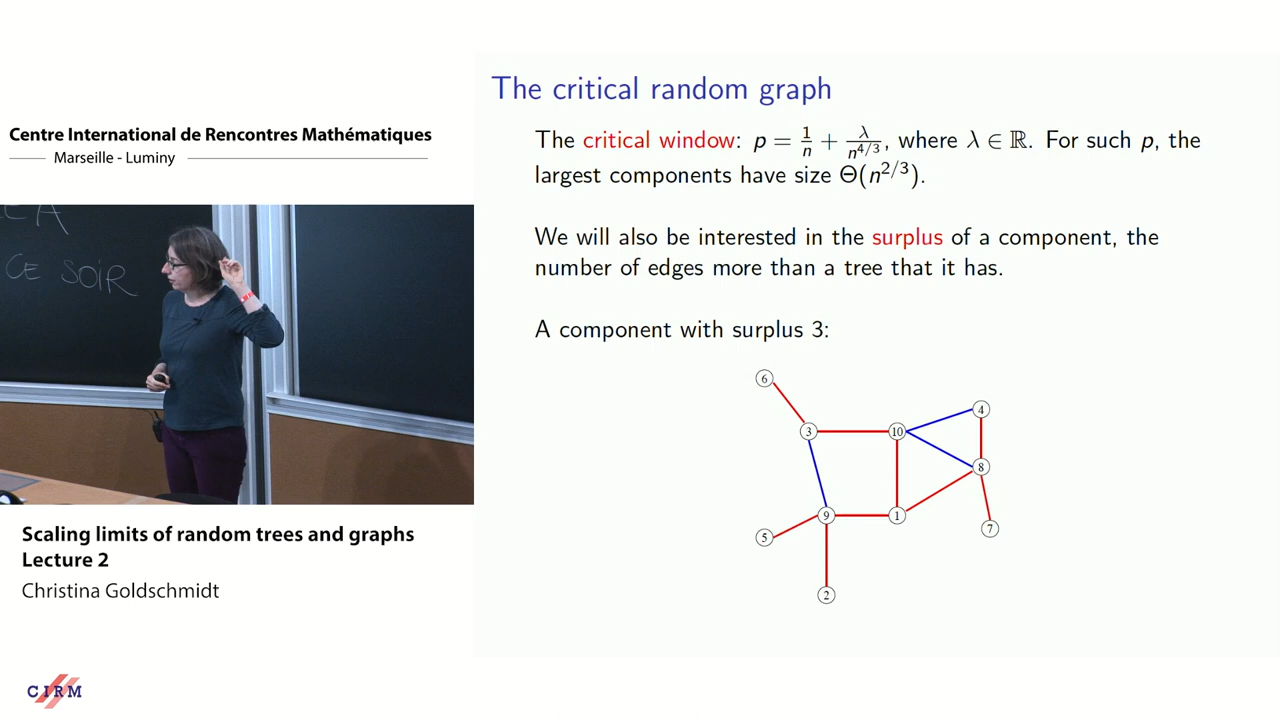 Centre International de Rencontres Mathématiques
Marseille - Luminy
CE SOIR
Scaling limits of random trees and graphs
Lecture 2
Christina Goldschmidt
CIRM
The critical random graph
The critical window: p = 1/n + λ/n^{4/3}, where λ ∈ ℝ. For such p, the
largest components have size Θ(n^{2/3}).
We will also be interested in the surplus of a component, the
number of edges more than a tree that it has.
A component with surplus 3:
6
4
3
10
8
9
1
7
5
2